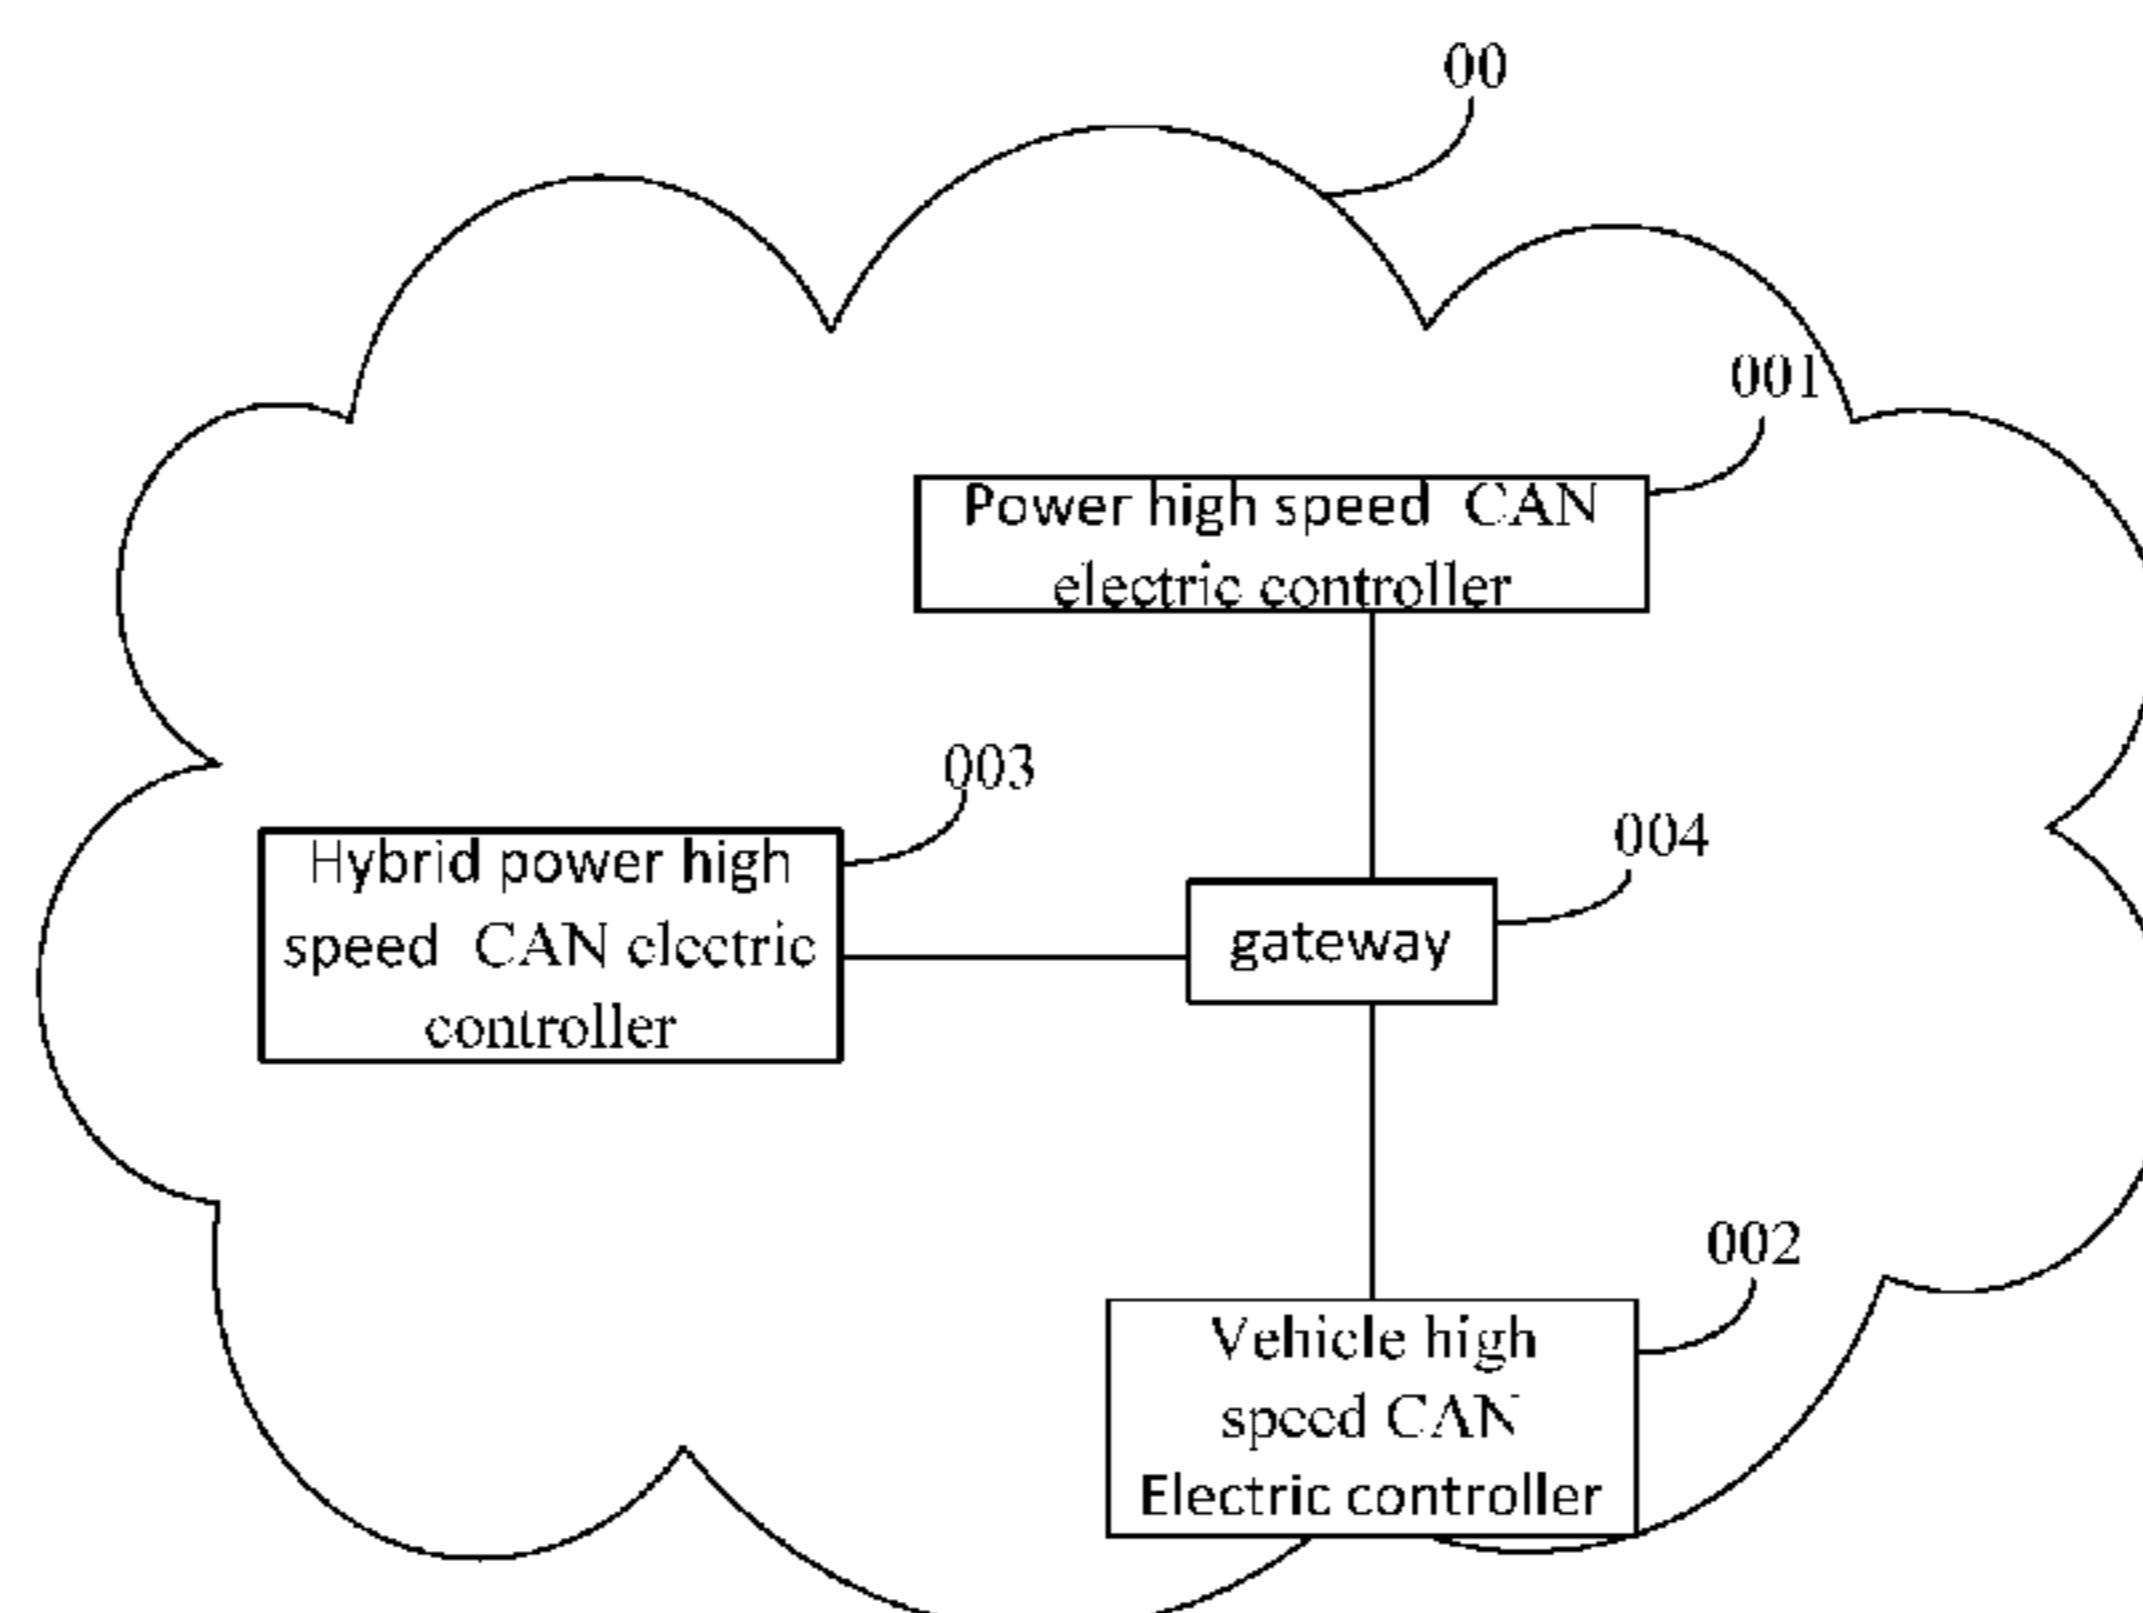 00
001
Power high speed CAN
electric controller
003
004
Hybrid power high
speed CAN electric
controller
gateway
002
Vehicle high
speed CAN
Electric controller